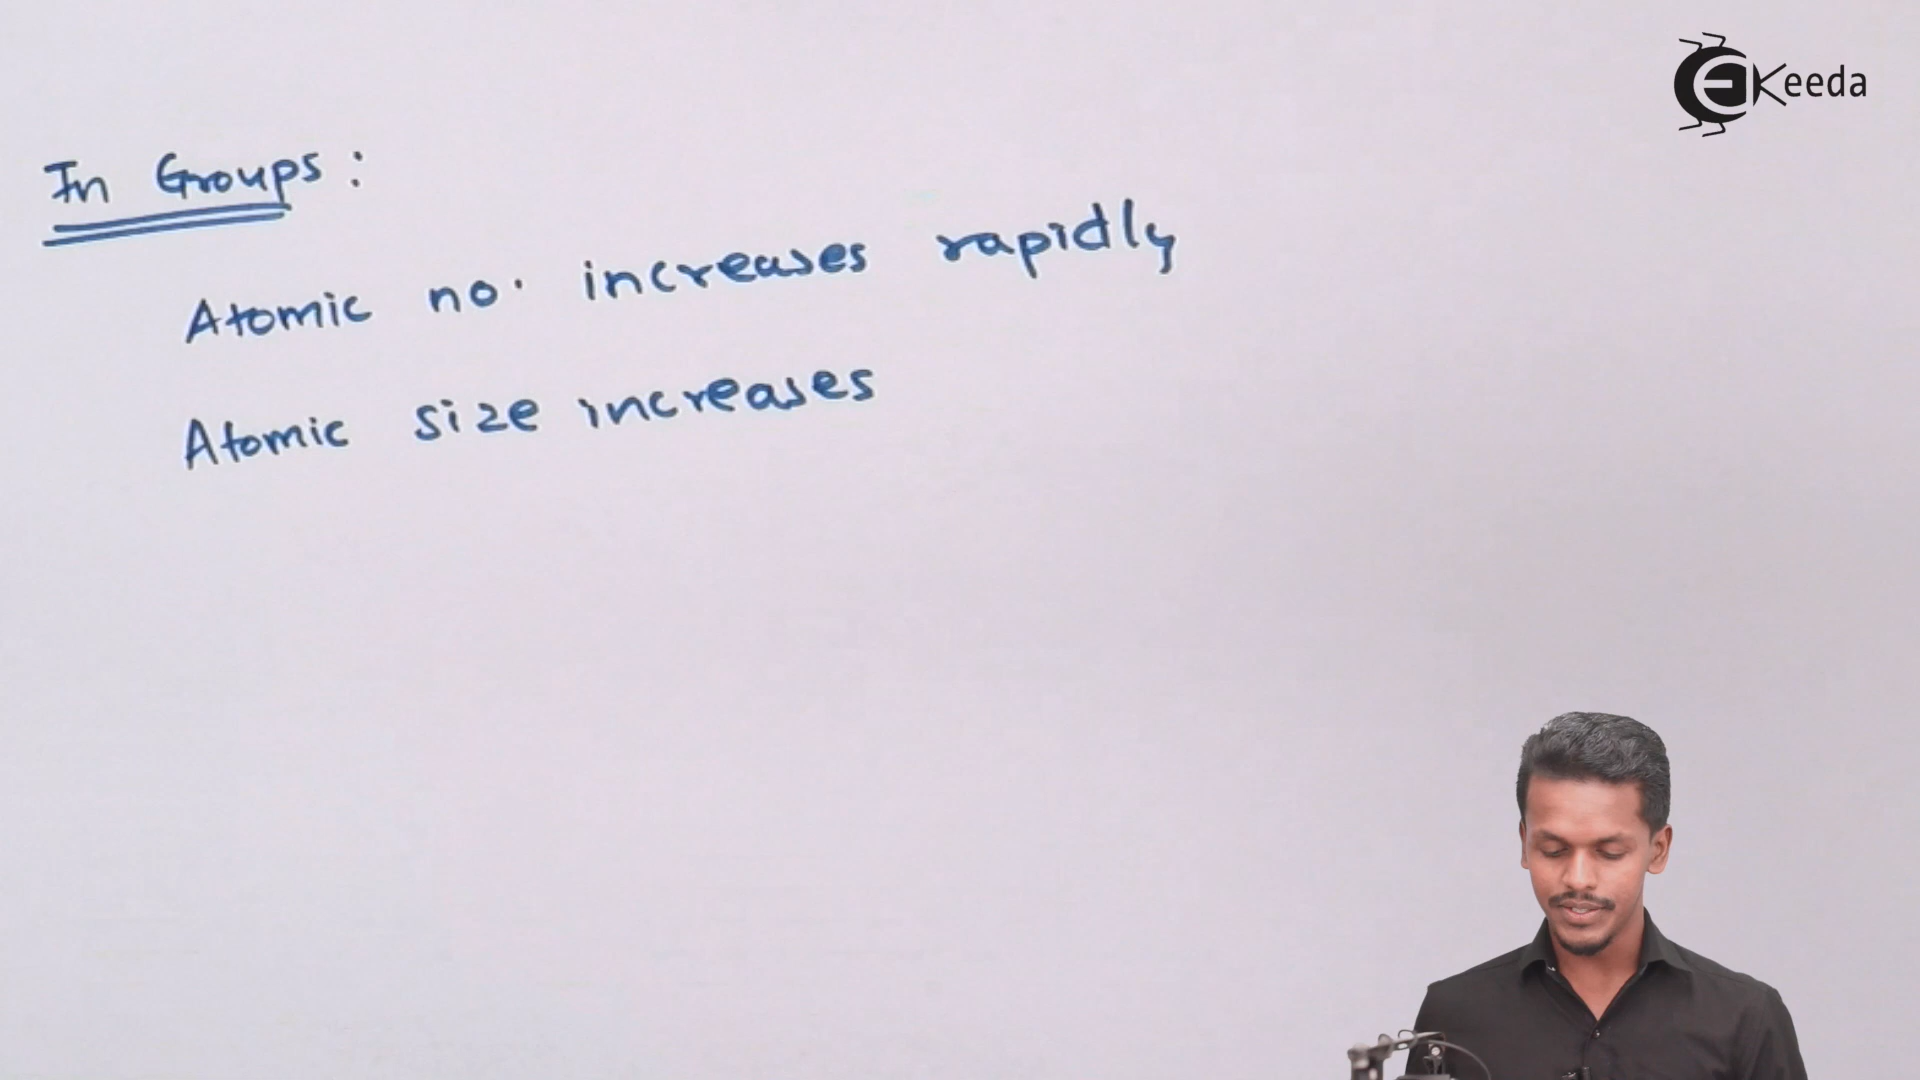 EKeeda
In Groups:
Atomic no. increases rapidly
Atomic size increases